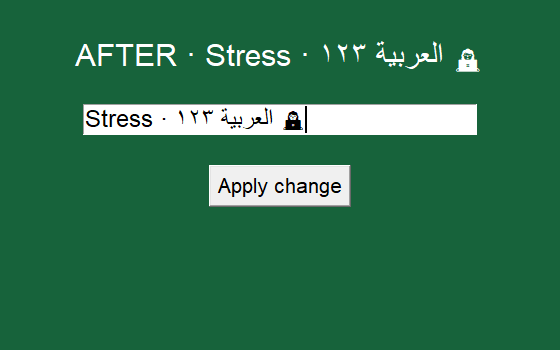 AFTER · Stress · العربية ١٢٣ 👩‍💻
Stress · العربية ١٢٣ 👩‍💻
Apply change